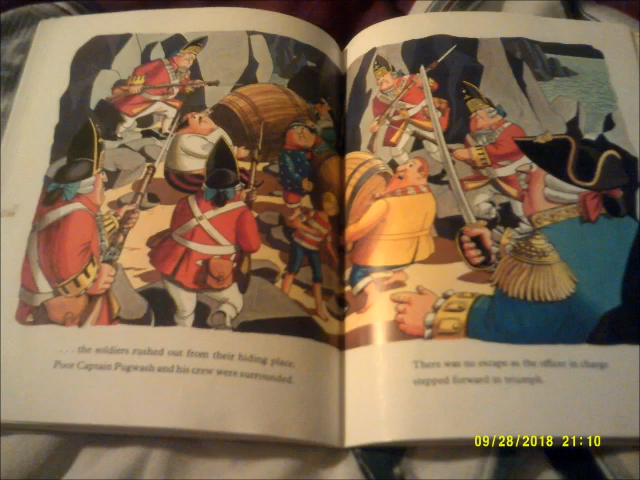 . . . the soldiers rushed out from their hiding place.
Poor Captain Pugwash and his crew were surrounded.
There was no escape as the officer in charge
stepped forward in triumph.
09/28/2018 21:10